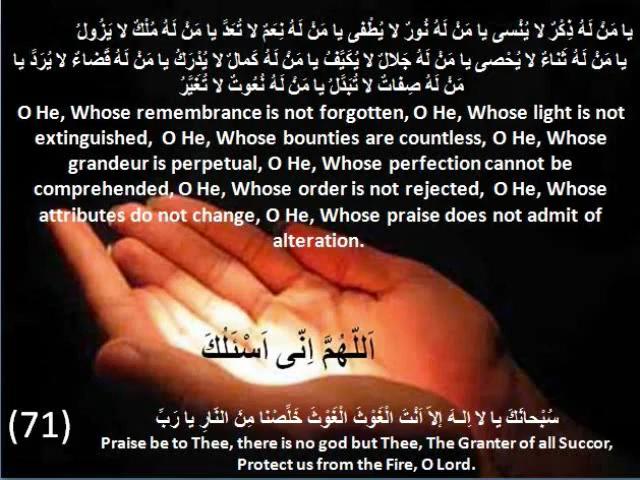 يا مَنْ لَهُ ذِكْرٌ لا يُنْسى يا مَنْ لَهُ نُورٌ لا يُطْفى يا مَنْ لَهُ نِعَمٌ لا تُعَدَّ يا مَنْ لَهُ مُلْكٌ لا يَزُولُ
يا مَنْ لَهُ ثَناءٌ لا يُحْصى يا مَنْ لَهُ جَلالٌ لا يُكَيَّفُ يا مَنْ لَهُ كَمالٌ لا يُدْرَكُ يا مَنْ لَهُ قَضاءٌ لا يُرَدَّ يا
مَنْ لَهُ صِفاتٌ لا تُبَدَّلُ يا مَنْ لَهُ نُعُوتٌ لا تُغَيَّرُ
O He, Whose remembrance is not forgotten, O He, Whose light is not
extinguished, O He, Whose bounties are countless, O He, Whose
grandeur is perpetual, O He, Whose perfection cannot be
comprehended, O He, Whose order is not rejected, O He, Whose
attributes do not change, O He, Whose praise does not admit of
alteration.
اَللّهُمَّ اِنّى اَسْئَلُكَ
(71)
سُبْحانَكَ يا لا اِلـهَ إلاّ اَنْتَ الْغَوْثَ الْغَوْثَ خَلِّصْنا مِنَ النّارِ يا رَبِّ
Praise be to Thee, there is no god but Thee, The Granter of all Succor,
Protect us from the Fire, O Lord.